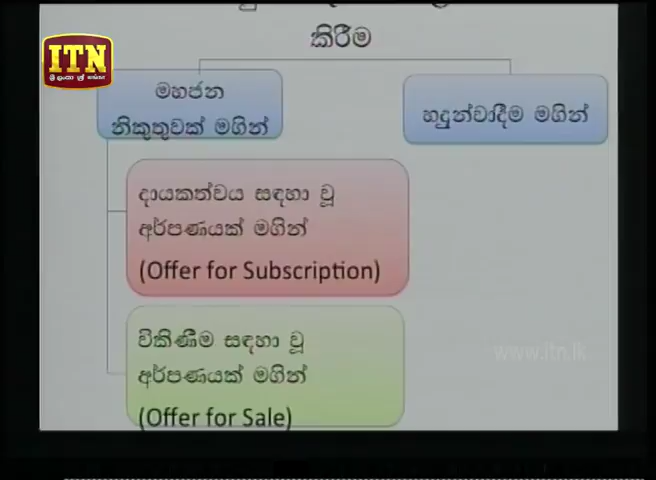 කිරීම
ITN
මහජන
නිකුතුවක් මගින්
හඳුන්වාදීම මගින්
දායකත්වය සඳහා වූ
අර්පණයක් මගින්
(Offer for Subscription)
විකිණීම සඳහා වූ
අර්පණයක් මගින්
(Offer for Sale)
www.itn.lk